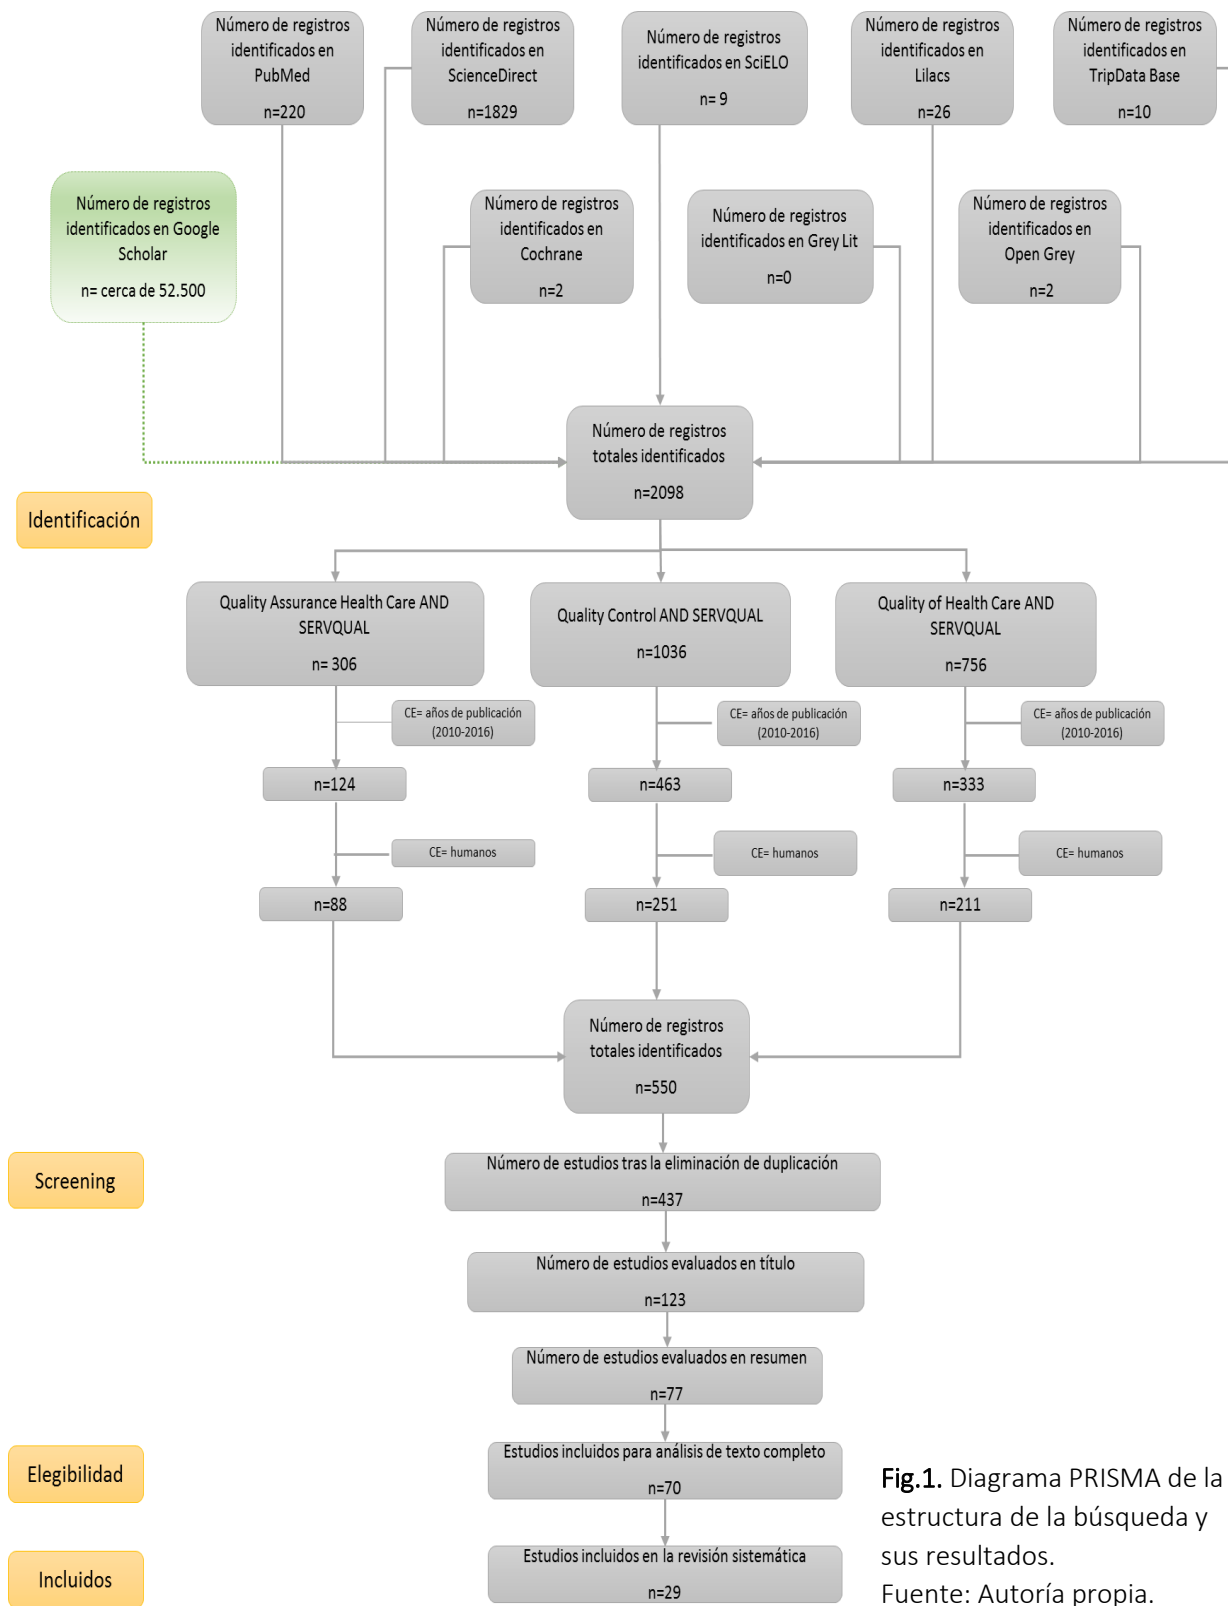 Número de registros
identificados en
PubMed
n=220
Número de registros
identificados en
ScienceDirect
n=1829
Número de registros
identificados en SciELO
n= 9
Número de registros
identificados en
Lilacs
n=26
Número de registros
identificados en
TripData Base
n=10
Número de registros
identificados en Google
Scholar
n= cerca de 52.500
Número de registros
identificados en
Cochrane
n=2
Número de registros
identificados en Grey Lit
n=0
Número de registros
identificados en
Open Grey
n=2
Número de registros
totales identificados
n=2098
Identificación
Quality Assurance Health Care AND
SERVQUAL
n= 306
Quality Control AND SERVQUAL
n=1036
Quality of Health Care AND
SERVQUAL
n=756
CE= años de publicación
(2010-2016)
CE= años de publicación
(2010-2016)
CE= años de publicación
(2010-2016)
n=124
n=463
n=333
CE= humanos
CE= humanos
CE= humanos
n=88
n=251
n=211
Número de registros
totales identificados
n=550
Screening
Número de estudios tras la eliminación de duplicación
n=437
Número de estudios evaluados en título
n=123
Número de estudios evaluados en resumen
n=77
Elegibilidad
Estudios incluidos para análisis de texto completo
n=70
Incluidos
Estudios incluidos en la revisión sistemática
n=29
Fig.1. Diagrama PRISMA de la
estructura de la búsqueda y
sus resultados.
Fuente: Autoría propia.